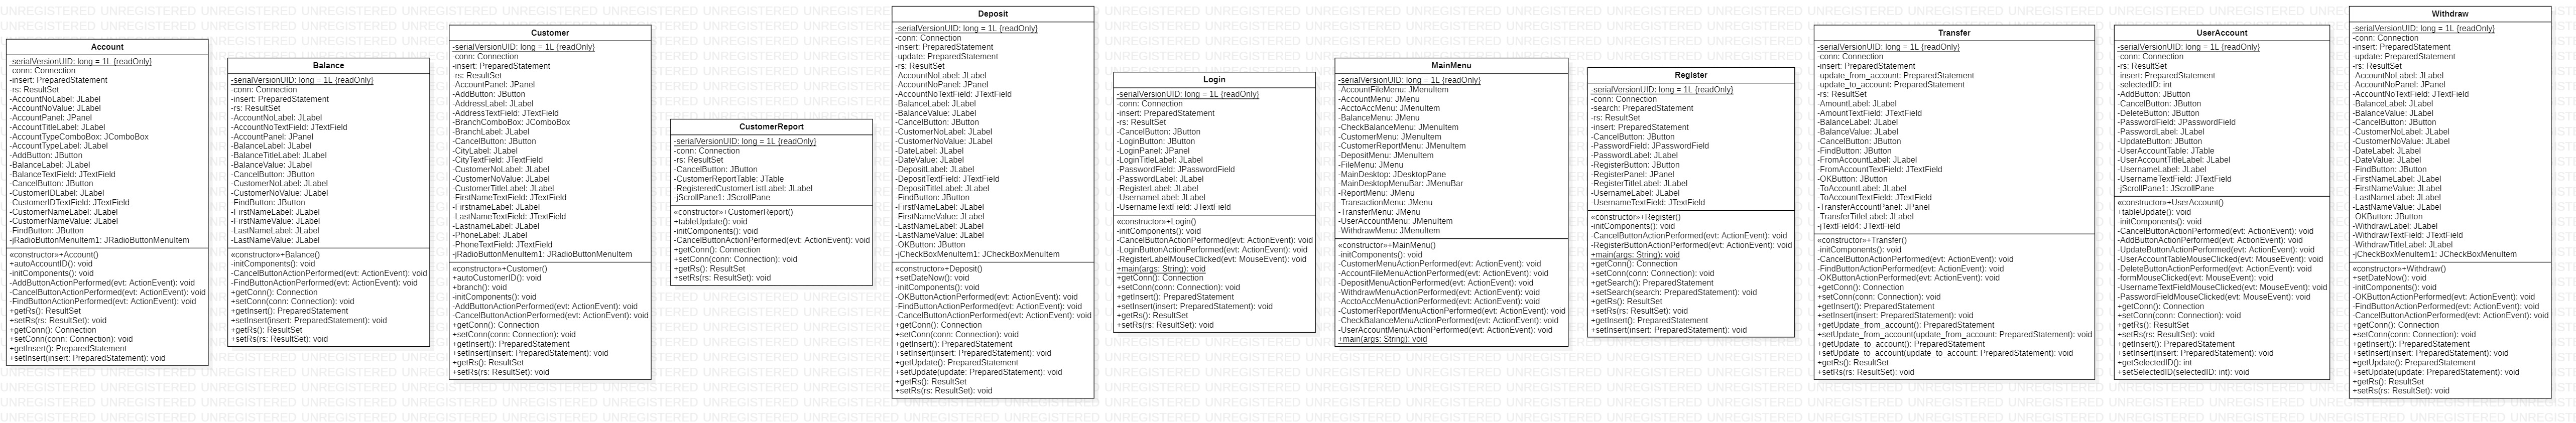 Account
-serialVersionUID: long = 1L {readOnly}
-conn: Connection
-insert: PreparedStatement
-rs: ResultSet
-AccountNoLabel: JLabel
-AccountNoValue: JLabel
-AccountPanel: JPanel
-AccountTitleLabel: JLabel
-AccountTypeComboBox: JComboBox
-AccountTypeLabel: JLabel
-AddButton: JButton
-BalanceLabel: JLabel
-BalanceTextField: JTextField
-CancelButton: JButton
-CustomerIDLabel: JLabel
-CustomerIDTextField: JTextField
-CustomerNameLabel: JLabel
-CustomerNameValue: JLabel
-FindButton: JButton
-jRadioButtonMenuItem1: JRadioButtonMenuItem
«constructor»+Account()
+autoAccountID(): void
-initComponents(): void
-AddButtonActionPerformed(evt: ActionEvent): void
-CancelButtonActionPerformed(evt: ActionEvent): void
-FindButtonActionPerformed(evt: ActionEvent): void
+getRs(): ResultSet
+setRs(rs: ResultSet): void
+getConn(): Connection
+setConn(conn: Connection): void
+getInsert(): PreparedStatement
+setInsert(insert: PreparedStatement): void
Balance
-serialVersionUID: long = 1L {readOnly}
-conn: Connection
-insert: PreparedStatement
-rs: ResultSet
-AccountNoLabel: JLabel
-AccountNoTextField: JTextField
-AccountPanel: JPanel
-BalanceLabel: JLabel
-BalanceTitleLabel: JLabel
-BalanceValue: JLabel
-CancelButton: JButton
-CustomerNoLabel: JLabel
-CustomerNoValue: JLabel
-FindButton: JButton
-FirstNameLabel: JLabel
-FirstNameValue: JLabel
-LastNameLabel: JLabel
-LastNameValue: JLabel
«constructor»+Balance()
-initComponents(): void
-CancelButtonActionPerformed(evt: ActionEvent): void
-FindButtonActionPerformed(evt: ActionEvent): void
+getConn(): Connection
+setConn(conn: Connection): void
+getInsert(): PreparedStatement
+setInsert(insert: PreparedStatement): void
+getRs(): ResultSet
+setRs(rs: ResultSet): void
Customer
-serialVersionUID: long = 1L {readOnly}
-conn: Connection
-insert: PreparedStatement
-rs: ResultSet
-AccountPanel: JPanel
-AddButton: JButton
-AddressLabel: JLabel
-AddressTextField: JTextField
-BranchComboBox: JComboBox
-BranchLabel: JLabel
-CancelButton: JButton
-CityLabel: JLabel
-CityTextField: JTextField
-CustomerNoLabel: JLabel
-CustomerNoValue: JLabel
-CustomerTitleLabel: JLabel
-FirstNameTextField: JTextField
-FirstNameLabel: JLabel
-LastNameTextField: JTextField
-LastnameLabel: JLabel
-PhoneLabel: JLabel
-PhoneTextField: JTextField
-jRadioButtonMenuItem1: JRadioButtonMenuItem
«constructor»+Customer()
+autoCustomerID(): void
+branch(): void
-initComponents(): void
-AddButtonActionPerformed(evt: ActionEvent): void
-CancelButtonActionPerformed(evt: ActionEvent): void
+getConn(): Connection
+setConn(conn: Connection): void
+getInsert(): PreparedStatement
+setInsert(insert: PreparedStatement): void
+getRs(): ResultSet
+setRs(rs: ResultSet): void
CustomerReport
-serialVersionUID: long = 1L {readOnly}
-conn: Connection
-rs: ResultSet
-CancelButton: JButton
-CustomerReportTable: JTable
-RegisteredCustomerListLabel: JLabel
-jScrollPane1: JScrollPane
«constructor»+CustomerReport()
+tableUpdate(): void
-initComponents(): void
-CancelButtonActionPerformed(evt: ActionEvent): void
+getConn(): Connection
+setConn(conn: Connection): void
+getRs(): ResultSet
+setRs(rs: ResultSet): void
Deposit
-serialVersionUID: long = 1L {readOnly}
-conn: Connection
-insert: PreparedStatement
-update: PreparedStatement
-rs: ResultSet
-AccountNoLabel: JLabel
-AccountNoPanel: JPanel
-AccountNoTextField: JTextField
-BalanceLabel: JLabel
-BalanceValue: JLabel
-CancelButton: JButton
-CustomerNoLabel: JLabel
-CustomerNoValue: JLabel
-DateLabel: JLabel
-DateValue: JLabel
-DepositLabel: JLabel
-DepositTextField: JTextField
-DepositTitleLabel: JLabel
-FindButton: JButton
-FirstNameLabel: JLabel
-FirstNameValue: JLabel
-LastNameLabel: JLabel
-LastNameValue: JLabel
-OKButton: JButton
-jCheckBoxMenuItem1: JCheckBoxMenuItem
«constructor»+Deposit()
+setDateNow(): void
-initComponents(): void
-OKButtonActionPerformed(evt: ActionEvent): void
-FindButtonActionPerformed(evt: ActionEvent): void
-CancelButtonActionPerformed(evt: ActionEvent): void
+getConn(): Connection
+setConn(conn: Connection): void
+getInsert(): PreparedStatement
+setInsert(insert: PreparedStatement): void
+getUpdate(): PreparedStatement
+setUpdate(update: PreparedStatement): void
+getRs(): ResultSet
+setRs(rs: ResultSet): void
Login
-serialVersionUID: long = 1L {readOnly}
-conn: Connection
-insert: PreparedStatement
-rs: ResultSet
-CancelButton: JButton
-LoginButton: JButton
-LoginPanel: JPanel
-LoginTitleLabel: JLabel
-PasswordField: JPasswordField
-PasswordLabel: JLabel
-RegisterLabel: JLabel
-UsernameLabel: JLabel
-UsernameTextField: JTextField
«constructor»+Login()
-initComponents(): void
-CancelButtonActionPerformed(evt: ActionEvent): void
-LoginButtonActionPerformed(evt: ActionEvent): void
-RegisterLabelMouseClicked(evt: MouseEvent): void
+main(args: String): void
+getConn(): Connection
+setConn(conn: Connection): void
+getInsert(): PreparedStatement
+setInsert(insert: PreparedStatement): void
+getRs(): ResultSet
+setRs(rs: ResultSet): void
MainMenu
-serialVersionUID: long = 1L {readOnly}
-AccountFileMenu: JMenuItem
-AccountMenu: JMenu
-AcctoAccMenu: JMenuItem
-BalanceMenu: JMenu
-CheckBalanceMenu: JMenuItem
-CustomerMenu: JMenuItem
-CustomerReportMenu: JMenuItem
-DepositMenu: JMenuItem
-FileMenu: JMenu
-MainDesktop: JDesktopPane
-MainDesktopMenuBar: JMenuBar
-ReportMenu: JMenu
-TransactionMenu: JMenu
-TransferMenu: JMenu
-UserAccountMenu: JMenuItem
-WithdrawMenu: JMenuItem
«constructor»+MainMenu()
-initComponents(): void
-CustomerMenuActionPerformed(evt: ActionEvent): void
-AccountFileMenuActionPerformed(evt: ActionEvent): void
-DepositMenuActionPerformed(evt: ActionEvent): void
-WithdrawMenuActionPerformed(evt: ActionEvent): void
-AcctoAccMenuActionPerformed(evt: ActionEvent): void
-CustomerReportMenuActionPerformed(evt: ActionEvent): void
-CheckBalanceMenuActionPerformed(evt: ActionEvent): void
-UserAccountMenuActionPerformed(evt: ActionEvent): void
+main(args: String): void
Register
-serialVersionUID: long = 1L {readOnly}
-conn: Connection
-search: PreparedStatement
-rs: ResultSet
-insert: PreparedStatement
-CancelButton: JButton
-PasswordField: JPasswordField
-PasswordLabel: JLabel
-RegisterButton: JButton
-RegisterPanel: JPanel
-RegisterTitleLabel: JLabel
-UsernameLabel: JLabel
-UsernameTextField: JTextField
«constructor»+Register()
-initComponents(): void
-CancelButtonActionPerformed(evt: ActionEvent): void
-RegisterButtonActionPerformed(evt: ActionEvent): void
+main(args: String): void
+getConn(): Connection
+setConn(conn: Connection): void
+getSearch(): PreparedStatement
+setSearch(search: PreparedStatement): void
+getRs(): ResultSet
+setRs(rs: ResultSet): void
+getInsert(): PreparedStatement
+setInsert(insert: PreparedStatement): void
Transfer
-serialVersionUID: long = 1L {readOnly}
-conn: Connection
-insert: PreparedStatement
-update_from_account: PreparedStatement
-update_to_account: PreparedStatement
-rs: ResultSet
-AmountLabel: JLabel
-AmountTextField: JTextField
-BalanceLabel: JLabel
-BalanceValue: JLabel
-CancelButton: JButton
-FindButton: JButton
-FromAccountLabel: JLabel
-FromAccountTextField: JTextField
-OKButton: JButton
-ToAccountLabel: JLabel
-ToAccountTextField: JTextField
-TransferAccountPanel: JPanel
-TransferTitleLabel: JLabel
-jTextField4: JTextField
«constructor»+Transfer()
-initComponents(): void
-CancelButtonActionPerformed(evt: ActionEvent): void
-FindButtonActionPerformed(evt: ActionEvent): void
-OKButtonActionPerformed(evt: ActionEvent): void
+getConn(): Connection
+setConn(conn: Connection): void
+getInsert(): PreparedStatement
+setInsert(insert: PreparedStatement): void
+getUpdate_from_account(): PreparedStatement
+setUpdate_from_account(update_from_account: PreparedStatement): void
+getUpdate_to_account(): PreparedStatement
+setUpdate_to_account(update_to_account: PreparedStatement): void
+getRs(): ResultSet
+setRs(rs: ResultSet): void
UserAccount
-serialVersionUID: long = 1L {readOnly}
-conn: Connection
-rs: ResultSet
-insert: PreparedStatement
-selectedID: int
-AddButton: JButton
-CancelButton: JButton
-DeleteButton: JButton
-PasswordField: JPasswordField
-PasswordLabel: JLabel
-UpdateButton: JButton
-UserAccountTable: JTable
-UserAccountTitleLabel: JLabel
-UsernameLabel: JLabel
-UsernameTextField: JTextField
-jScrollPane1: JScrollPane
«constructor»+UserAccount()
+tableUpdate(): void
-initComponents(): void
-CancelButtonActionPerformed(evt: ActionEvent): void
-AddButtonActionPerformed(evt: ActionEvent): void
-UpdateButtonActionPerformed(evt: ActionEvent): void
-UserAccountTableMouseClicked(evt: MouseEvent): void
-DeleteButtonActionPerformed(evt: ActionEvent): void
-formMouseClicked(evt: MouseEvent): void
-UsernameTextFieldMouseClicked(evt: MouseEvent): void
-PasswordFieldMouseClicked(evt: MouseEvent): void
+getConn(): Connection
+setConn(conn: Connection): void
+getRs(): ResultSet
+setRs(rs: ResultSet): void
+getInsert(): PreparedStatement
+setInsert(insert: PreparedStatement): void
+getSelectedID(): int
+setSelectedID(selectedID: int): void
Withdraw
-serialVersionUID: long = 1L {readOnly}
-conn: Connection
-insert: PreparedStatement
-update: PreparedStatement
-rs: ResultSet
-AccountNoLabel: JLabel
-AccountNoPanel: JPanel
-AccountNoTextField: JTextField
-BalanceLabel: JLabel
-BalanceValue: JLabel
-CancelButton: JButton
-CustomerNoLabel: JLabel
-CustomerNoValue: JLabel
-DateLabel: JLabel
-DateValue: JLabel
-FindButton: JButton
-FirstNameLabel: JLabel
-FirstNameValue: JLabel
-LastNameLabel: JLabel
-LastNameValue: JLabel
-OKButton: JButton
-WithdrawLabel: JLabel
-WithdrawTextField: JTextField
-WithdrawTitleLabel: JLabel
-jCheckBoxMenuItem1: JCheckBoxMenuItem
«constructor»+Withdraw()
+setDateNow(): void
-initComponents(): void
-OKButtonActionPerformed(evt: ActionEvent): void
-FindButtonActionPerformed(evt: ActionEvent): void
-CancelButtonActionPerformed(evt: ActionEvent): void
+getConn(): Connection
+setConn(conn: Connection): void
+getInsert(): PreparedStatement
+setInsert(insert: PreparedStatement): void
+getUpdate(): PreparedStatement
+setUpdate(update: PreparedStatement): void
+getRs(): ResultSet
+setRs(rs: ResultSet): void